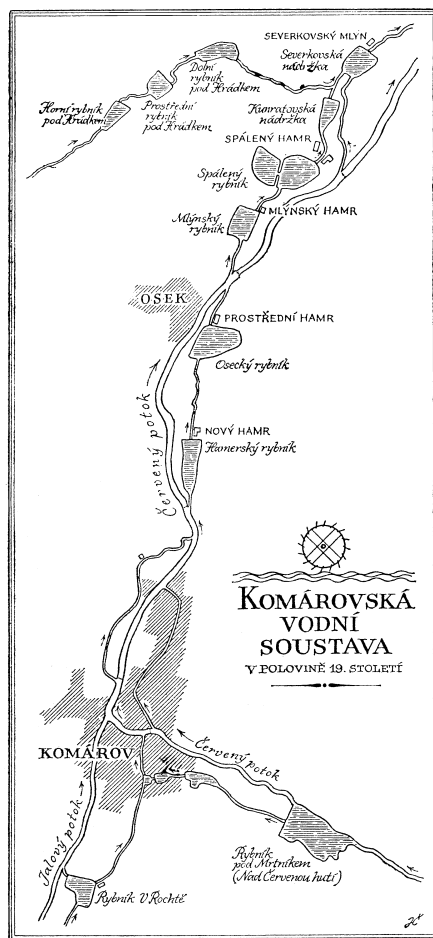 SEVERKOVSKÝ MLÝN
Severkovská
nádržka
Dolní
rybník
pod Hrádkem
Prostřední
rybník
pod Hrádkem
Horní rybník
pod Hrádkem
Kunratovská
nádržka
SPÁLENÝ HAMR
Spálený
rybník
MLÝNSKÝ HAMR
Mlýnský
rybník
OSEK
PROSTŘEDNÍ HAMR
Osecký rybník
Červený potok
NOVÝ HAMR
Hamerský rybník
KOMÁROVSKÁ
VODNÍ
SOUSTAVA
V POLOVINĚ 19. STOLETÍ
KOMÁROV
Červený potok
Jalový potok
Rybník
pod Mrtníkem
(Nad Červenou hutí)
Rybník V Rochtě